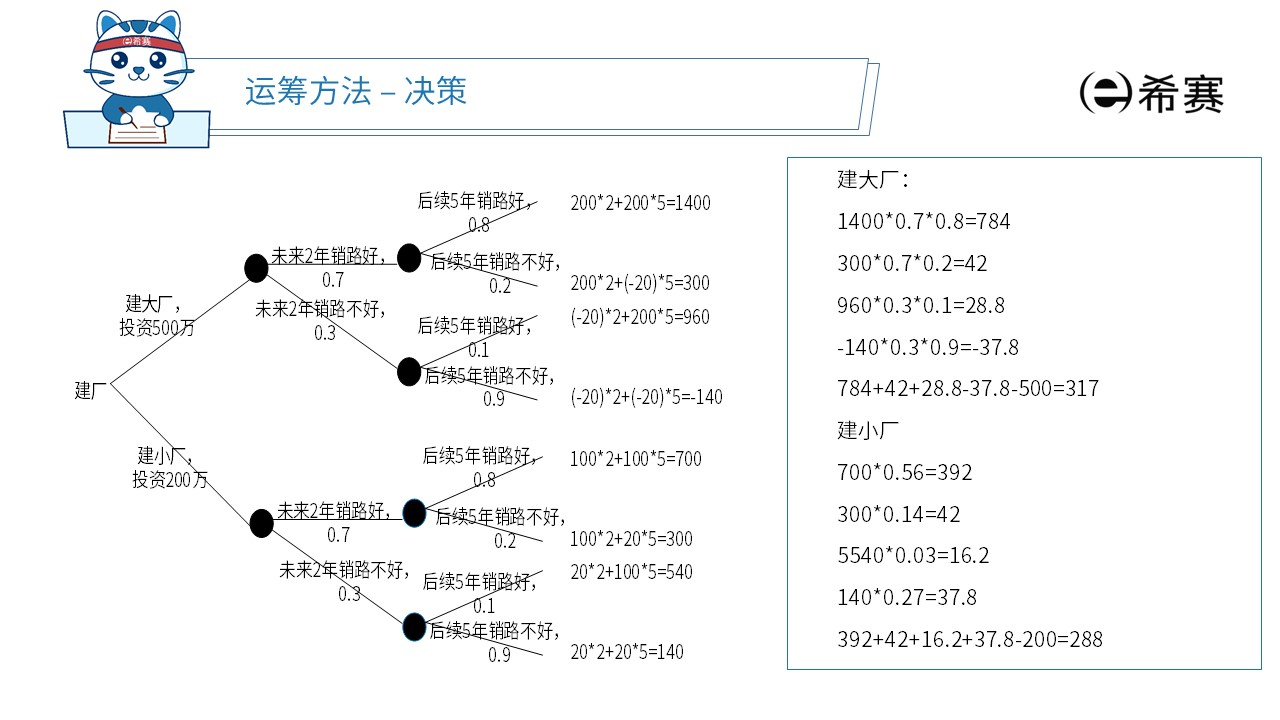 希赛
运筹方法 – 决策
希赛
后续5年销路好，
0.8
200*2+200*5=1400
未来2年销路好，
0.7
后续5年销路不好，
0.2
200*2+(-20)*5=300
建大厂，
投资500万
未来2年销路不好，
0.3
后续5年销路好，
0.1
(-20)*2+200*5=960
后续5年销路不好，
0.9
(-20)*2+(-20)*5=-140
建厂
建小厂，
投资200万
后续5年销路好，
0.8
100*2+100*5=700
未来2年销路好，
0.7
后续5年销路不好，
0.2
100*2+20*5=300
未来2年销路不好，
0.3
后续5年销路好，
0.1
20*2+100*5=540
后续5年销路不好，
0.9
20*2+20*5=140
建大厂：
1400*0.7*0.8=784
300*0.7*0.2=42
960*0.3*0.1=28.8
-140*0.3*0.9=-37.8
784+42+28.8-37.8-500=317
建小厂
700*0.56=392
300*0.14=42
5540*0.03=16.2
140*0.27=37.8
392+42+16.2+37.8-200=288